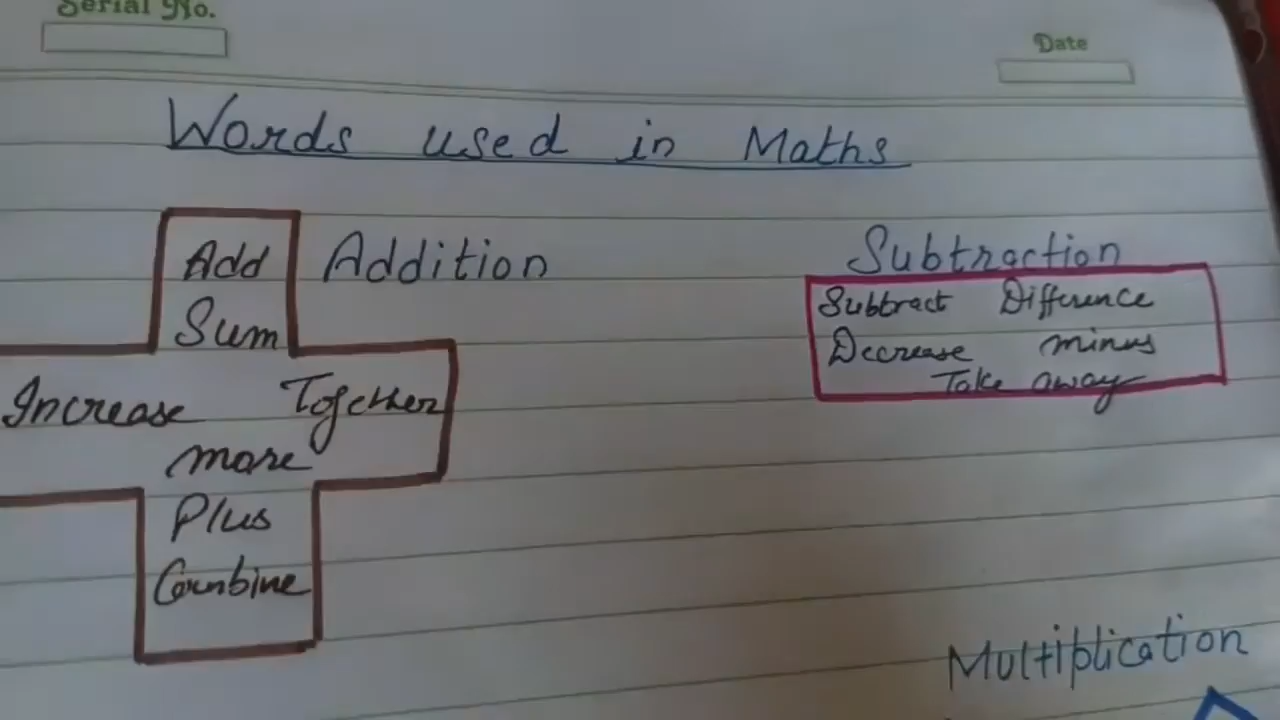 Serial No.
Date
Words used in Maths
Add
Sum
Addition
Increase Together
more
Plus
Combine
Subtraction
Subtract Difference
Decrease minus
Take away
Multiplication